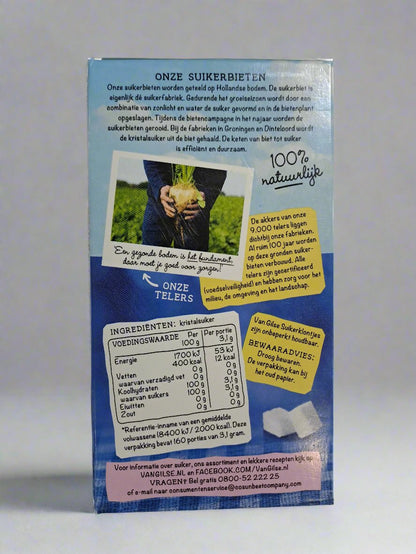 ONZE SUIKERBIETEN
Onze suikerbieten worden geteeld op Hollandse bodem. De suikerbiet is
eigenlijk dé suikerfabriek. Gedurende het groeiseizoen wordt door een
combinatie van zonlicht en water de suiker gevormd en in de bietenplant
opgeslagen. Tijdens de bietencampagne in het najaar worden de
suikerbieten gerooid. Bij de fabrieken in Groningen en Dinteloord wordt
de kristalsuiker uit de biet gehaald. De keten van biet tot suiker
is efficiënt en duurzaam.
100%
natuurlijk
De akkers van onze
9.000 telers liggen
dichtbij onze fabrieken.
Al ruim 100 jaar worden
op deze gronden suiker-
bieten verbouwd. Alle
telers zijn gecertificeerd
(voedselveiligheid) en hebben zorg voor het
milieu, de omgeving en het landschap.
Een gezonde bodem is het fundament,
daar moet je goed voor zorgen!
ONZE
TELERS
INGREDIËNTEN: kristalsuiker
VOEDINGSWAARDE Per 100 g Per portie 3,1 g
Energie 1700 kJ 53 kJ
400 kcal 12 kcal
Vetten 0 g 0 g
waarvan verzadigd vet 0 g 0 g
Koolhydraten 100 g 3,1 g
waarvan suikers 100 g 3,1 g
Eiwitten 0 g 0 g
Zout 0 g 0 g
*Referentie-inname van een gemiddelde
volwassene (8400 kJ / 2000 kcal). Deze
verpakking bevat 160 porties van 3,1 gram.
Van Gilse Suikerklontjes
zijn onbeperkt houdbaar.
BEWAARADVIES:
Droog bewaren.
De verpakking kan bij
het oud papier.
Voor informatie over suiker, ons assortiment en lekkere recepten kijk op
VANGILSE.NL en FACEBOOK.COM/VanGilse.nl
VRAGEN? Bel gratis 0800-52 222 25
of e-mail naar consumentenservice@cosunbeetcompany.com